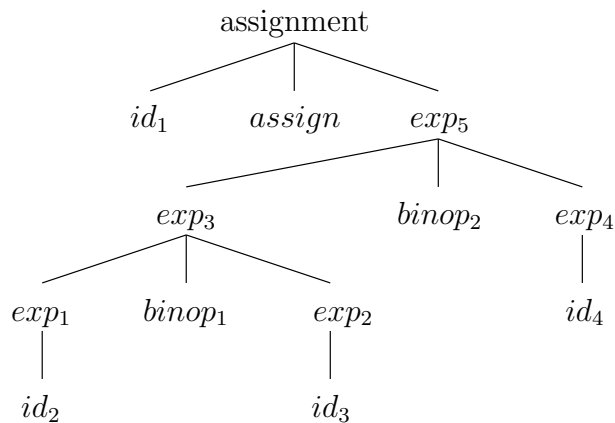 assignment
id₁ assign exp₅
exp₃ binop₂ exp₄
exp₁ binop₁ exp₂ id₄
id₂ id₃